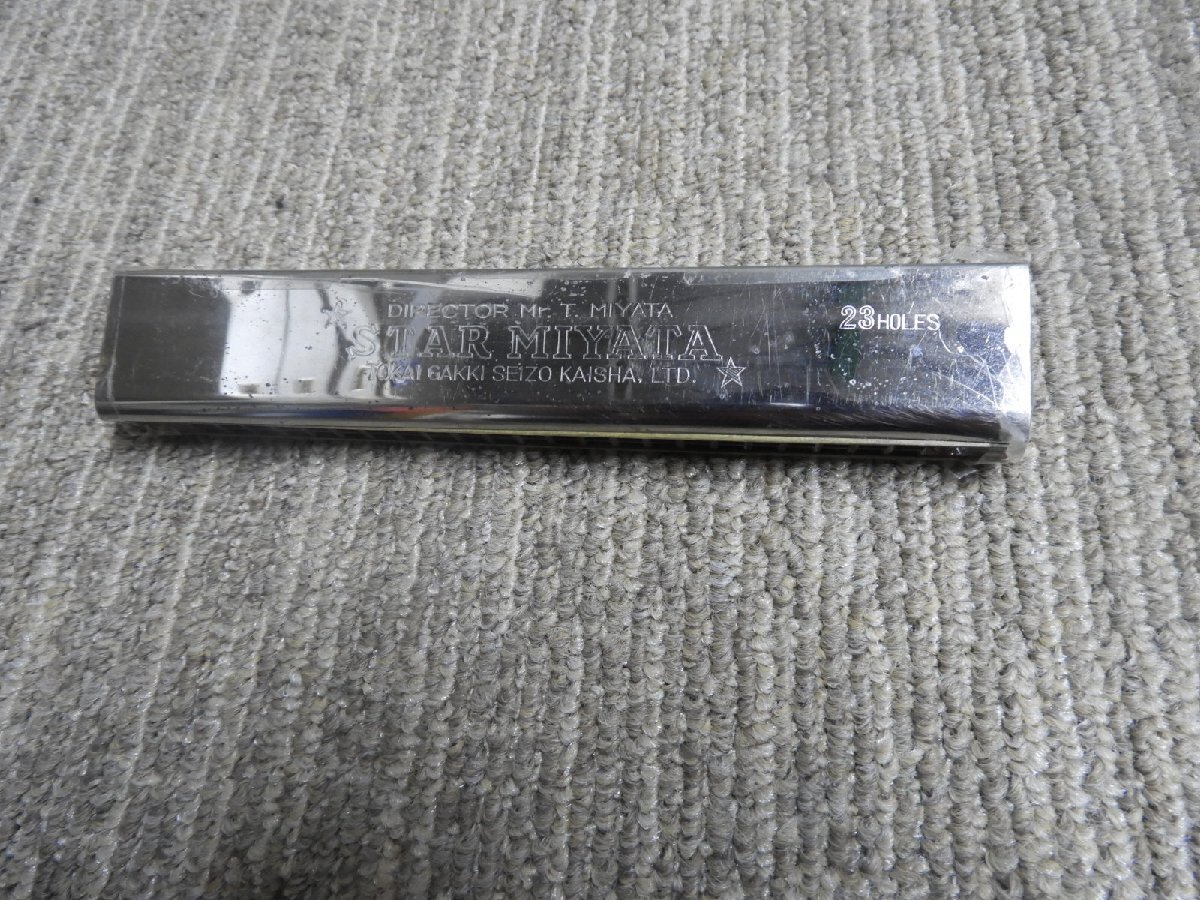 DIRECTOR Mr. T. MIYATA
STAR MIYATA
TOKAI GAKKI SEIZO KAISHA, LTD.
23 HOLES